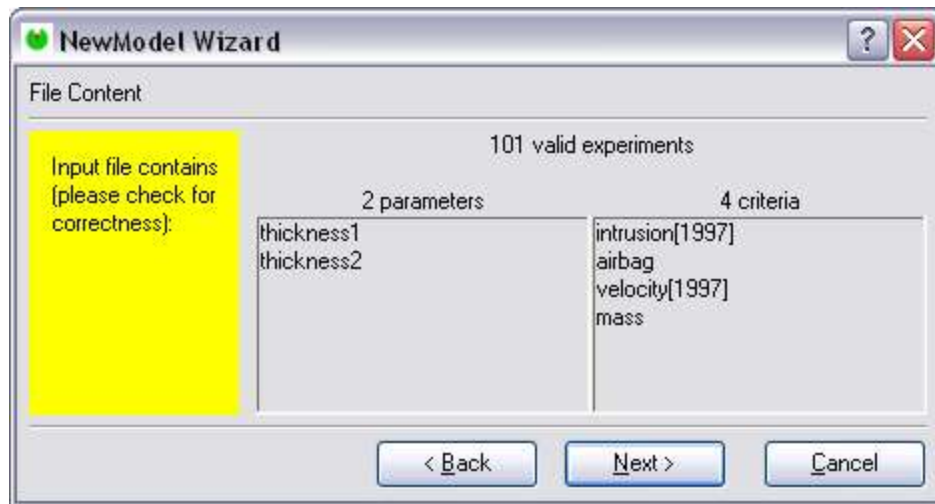 NewModel Wizard
File Content
Input file contains
(please check for
correctness):
101 valid experiments
2 parameters
thickness1
thickness2
4 criteria
intrusion[1997]
airbag
velocity[1997]
mass
< Back
Next >
Cancel